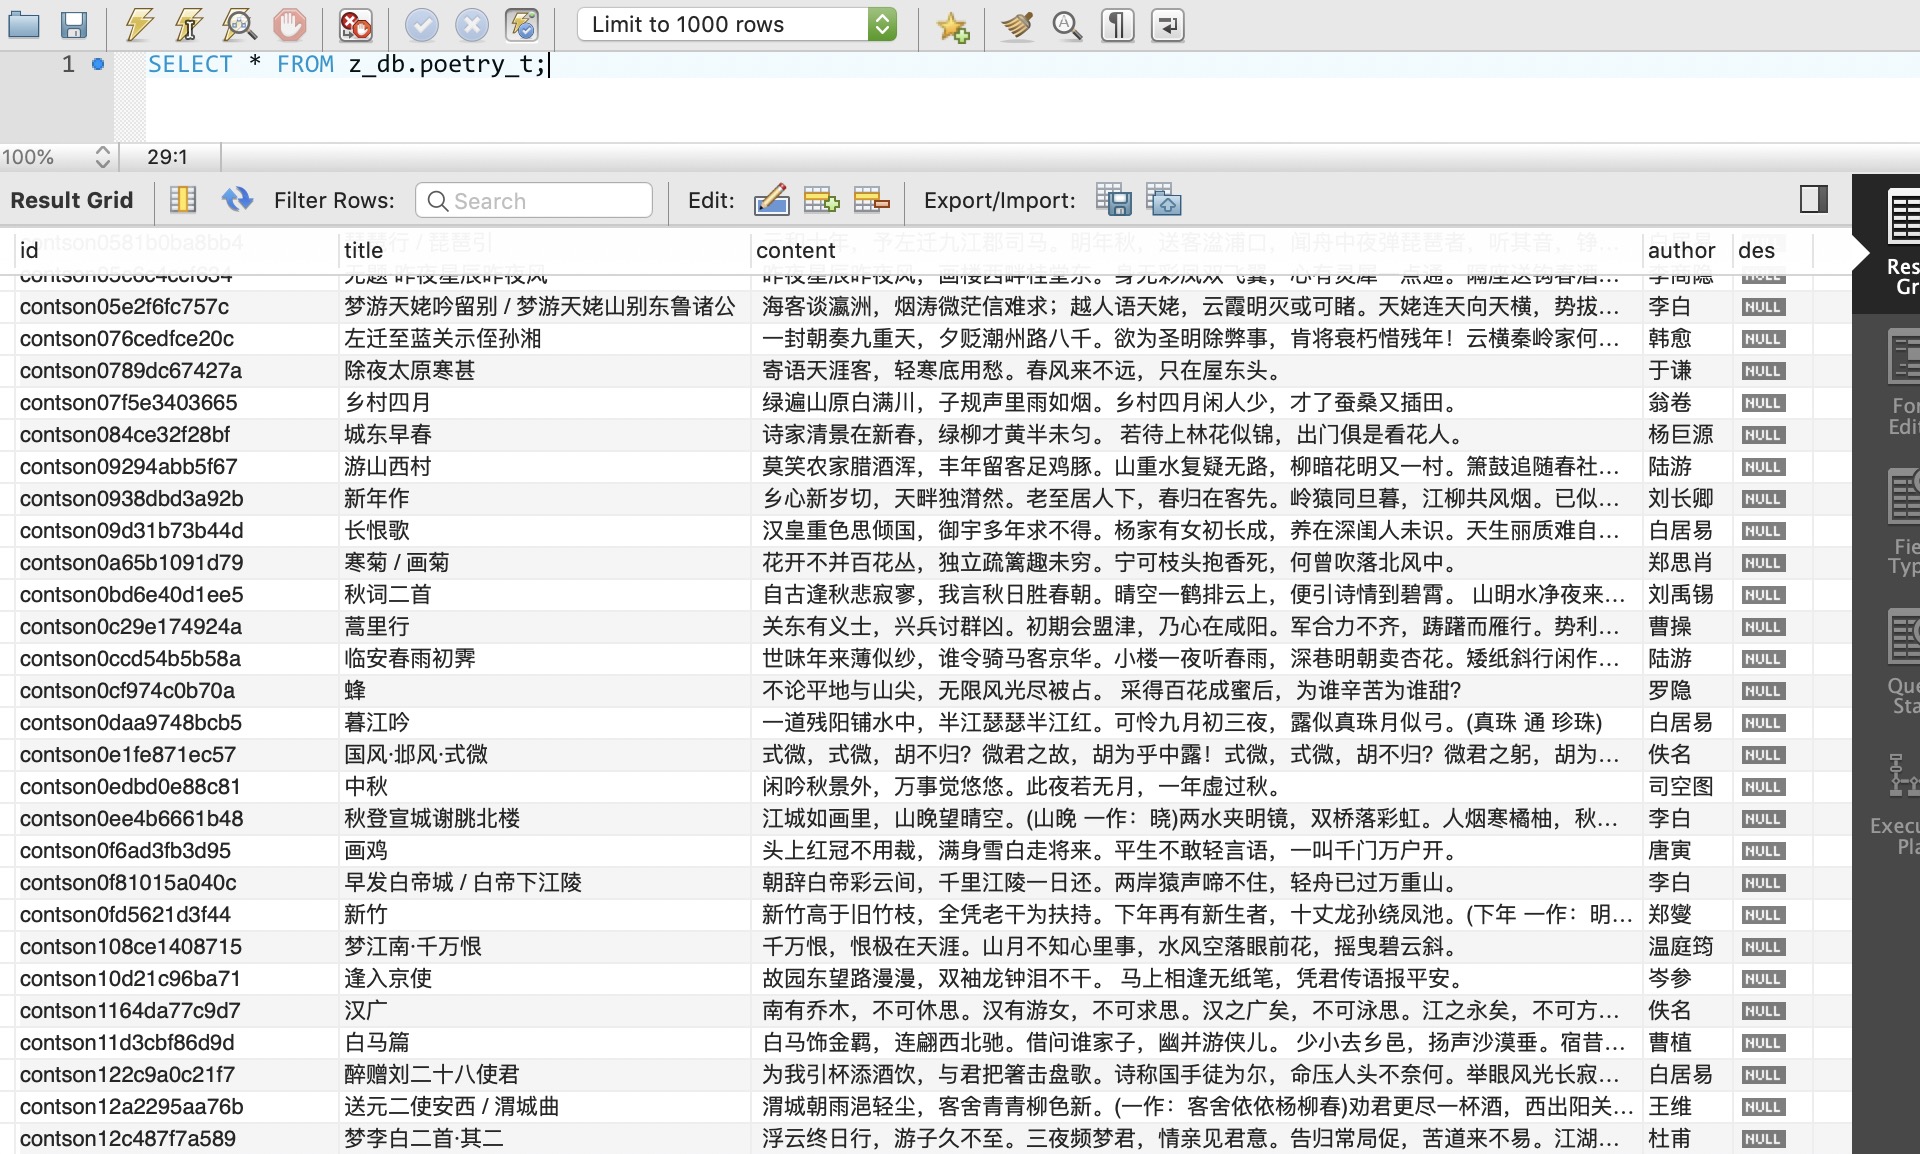 Limit to 1000 rows
1 SELECT * FROM z_db.poetry_t;
100% 29:1
Result Grid Filter Rows: Search Edit: Export/Import:
id title content author des
contson05e2f6fc757c 梦游天姥吟留别 / 梦游天姥山别东鲁诸公 海客谈瀛洲，烟涛微茫信难求；越人语天姥，云霞明灭或可睹。天姥连天向天横，势拔... 李白 NULL
contson076cedfce20c 左迁至蓝关示侄孙湘 一封朝奏九重天，夕贬潮州路八千。欲为圣明除弊事，肯将衰朽惜残年！云横秦岭家何... 韩愈 NULL
contson0789dc67427a 除夜太原寒甚 寄语天涯客，轻寒底用愁。春风来不远，只在屋东头。 于谦 NULL
contson07f5e3403665 乡村四月 绿遍山原白满川，子规声里雨如烟。乡村四月闲人少，才了蚕桑又插田。 翁卷 NULL
contson084ce32f28bf 城东早春 诗家清景在新春，绿柳才黄半未匀。 若待上林花似锦，出门俱是看花人。 杨巨源 NULL
contson09294abb5f67 游山西村 莫笑农家腊酒浑，丰年留客足鸡豚。山重水复疑无路，柳暗花明又一村。箫鼓追随春社... 陆游 NULL
contson0938dbd3a92b 新年作 乡心新岁切，天畔独潸然。老至居人下，春归在客先。岭猿同旦暮，江柳共风烟。已似... 刘长卿 NULL
contson09d31b73b44d 长恨歌 汉皇重色思倾国，御宇多年求不得。杨家有女初长成，养在深闺人未识。天生丽质难自... 白居易 NULL
contson0a65b1091d79 寒菊 / 画菊 花开不并百花丛，独立疏篱趣未穷。宁可枝头抱香死，何曾吹落北风中。 郑思肖 NULL
contson0bd6e40d1ee5 秋词二首 自古逢秋悲寂寥，我言秋日胜春朝。晴空一鹤排云上，便引诗情到碧霄。 山明水净夜来... 刘禹锡 NULL
contson0c29e174924a 蒿里行 关东有义士，兴兵讨群凶。初期会盟津，乃心在咸阳。军合力不齐，踌躇而雁行。势利... 曹操 NULL
contson0ccd54b5b58a 临安春雨初霁 世味年来薄似纱，谁令骑马客京华。小楼一夜听春雨，深巷明朝卖杏花。矮纸斜行闲作... 陆游 NULL
contson0cf974c0b70a 蜂 不论平地与山尖，无限风光尽被占。 采得百花成蜜后，为谁辛苦为谁甜? 罗隐 NULL
contson0daa9748bcb5 暮江吟 一道残阳铺水中，半江瑟瑟半江红。可怜九月初三夜，露似真珠月似弓。(真珠 通 珍珠) 白居易 NULL
contson0e1fe871ec57 国风·邶风·式微 式微，式微，胡不归？微君之故，胡为乎中露！式微，式微，胡不归？微君之躬，胡为... 佚名 NULL
contson0edbd0e88c81 中秋 闲吟秋景外，万事觉悠悠。此夜若无月，一年虚过秋。 司空图 NULL
contson0ee4b6661b48 秋登宣城谢脁北楼 江城如画里，山晚望晴空。(山晚 一作：晓)两水夹明镜，双桥落彩虹。人烟寒橘柚，秋... 李白 NULL
contson0f6ad3fb3d95 画鸡 头上红冠不用裁，满身雪白走将来。平生不敢轻言语，一叫千门万户开。 唐寅 NULL
contson0f81015a040c 早发白帝城 / 白帝下江陵 朝辞白帝彩云间，千里江陵一日还。两岸猿声啼不住，轻舟已过万重山。 李白 NULL
contson0fd5621d3f44 新竹 新竹高于旧竹枝，全凭老干为扶持。下年再有新生者，十丈龙孙绕凤池。(下年 一作：明... 郑燮 NULL
contson108ce1408715 梦江南·千万恨 千万恨，恨极在天涯。山月不知心里事，水风空落眼前花，摇曳碧云斜。 温庭筠 NULL
contson10d21c96ba71 逢入京使 故园东望路漫漫，双袖龙钟泪不干。 马上相逢无纸笔，凭君传语报平安。 岑参 NULL
contson1164da77c9d7 汉广 南有乔木，不可休思。汉有游女，不可求思。汉之广矣，不可泳思。江之永矣，不可方... 佚名 NULL
contson11d3cbf86d9d 白马篇 白马饰金羁，连翩西北驰。借问谁家子，幽并游侠儿。 少小去乡邑，扬声沙漠垂。宿昔... 曹植 NULL
contson122c9a0c21f7 醉赠刘二十八使君 为我引杯添酒饮，与君把箸击盘歌。诗称国手徒为尔，命压人头不奈何。举眼风光长寂... 白居易 NULL
contson12a2295aa76b 送元二使安西 / 渭城曲 渭城朝雨浥轻尘，客舍青青柳色新。(一作：客舍依依杨柳春)劝君更尽一杯酒，西出阳关... 王维 NULL
contson12c487f7a589 梦李白二首·其二 浮云终日行，游子久不至。三夜频梦君，情亲见君意。告归常局促，苦道来不易。江湖... 杜甫 NULL